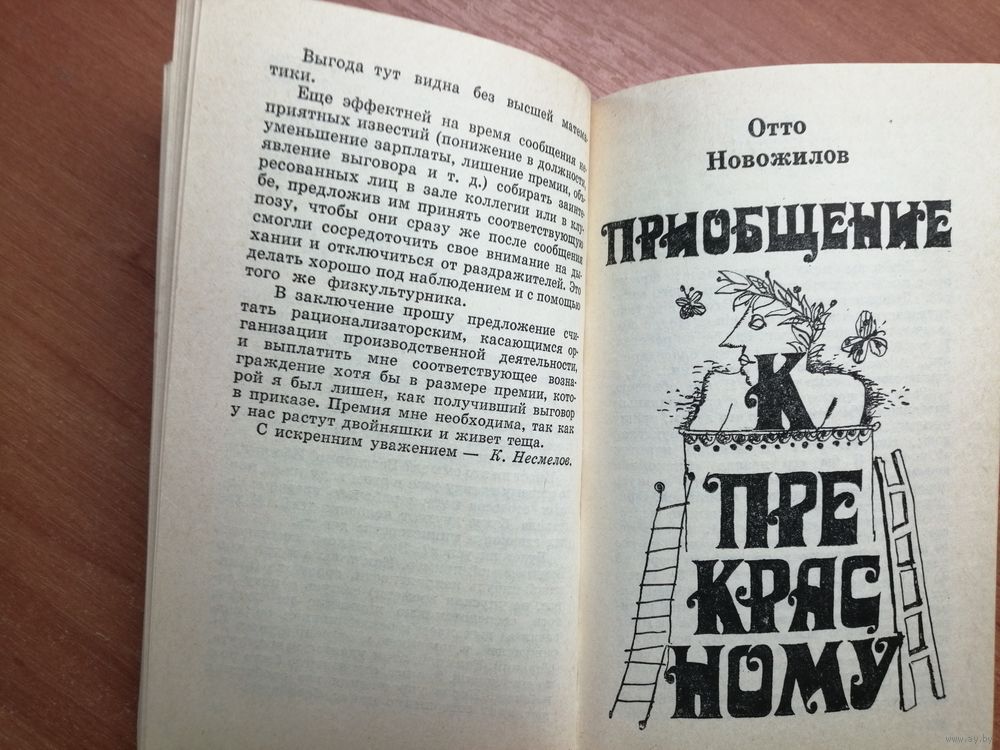 Выгода тут видна без высшей матема-
тики.
Еще эффектней на время сообщения не-
приятных известий (понижение в должности,
уменьшение зарплаты, лишение премии, объ-
явление выговора и т. д.) собирать заинте-
ресованных лиц в зале коллегии или в клу-
бе, предложив им принять соответствующую
позу, чтобы они сразу же после сообщения
смогли сосредоточить свое внимание на ды-
хании и отключиться от раздражителей. Это
делать хорошо под наблюдением и с помощью
того же физкультурника.
В заключение прошу предложение счи-
тать рационализаторским, касающимся ор-
ганизации производственной деятельности,
и выплатить мне соответствующее возна-
граждение хотя бы в размере премии, кото-
рой я был лишен, как получивший выговор
в приказе. Премия мне необходима, так как
у нас растут двойняшки и живет теща.
С искренним уважением — К. Несмелов.
Отто
Новожилов
ПРИОБЩЕНИЕ
К
ПРЕ
КРАС
НОМУ
www.ay.by